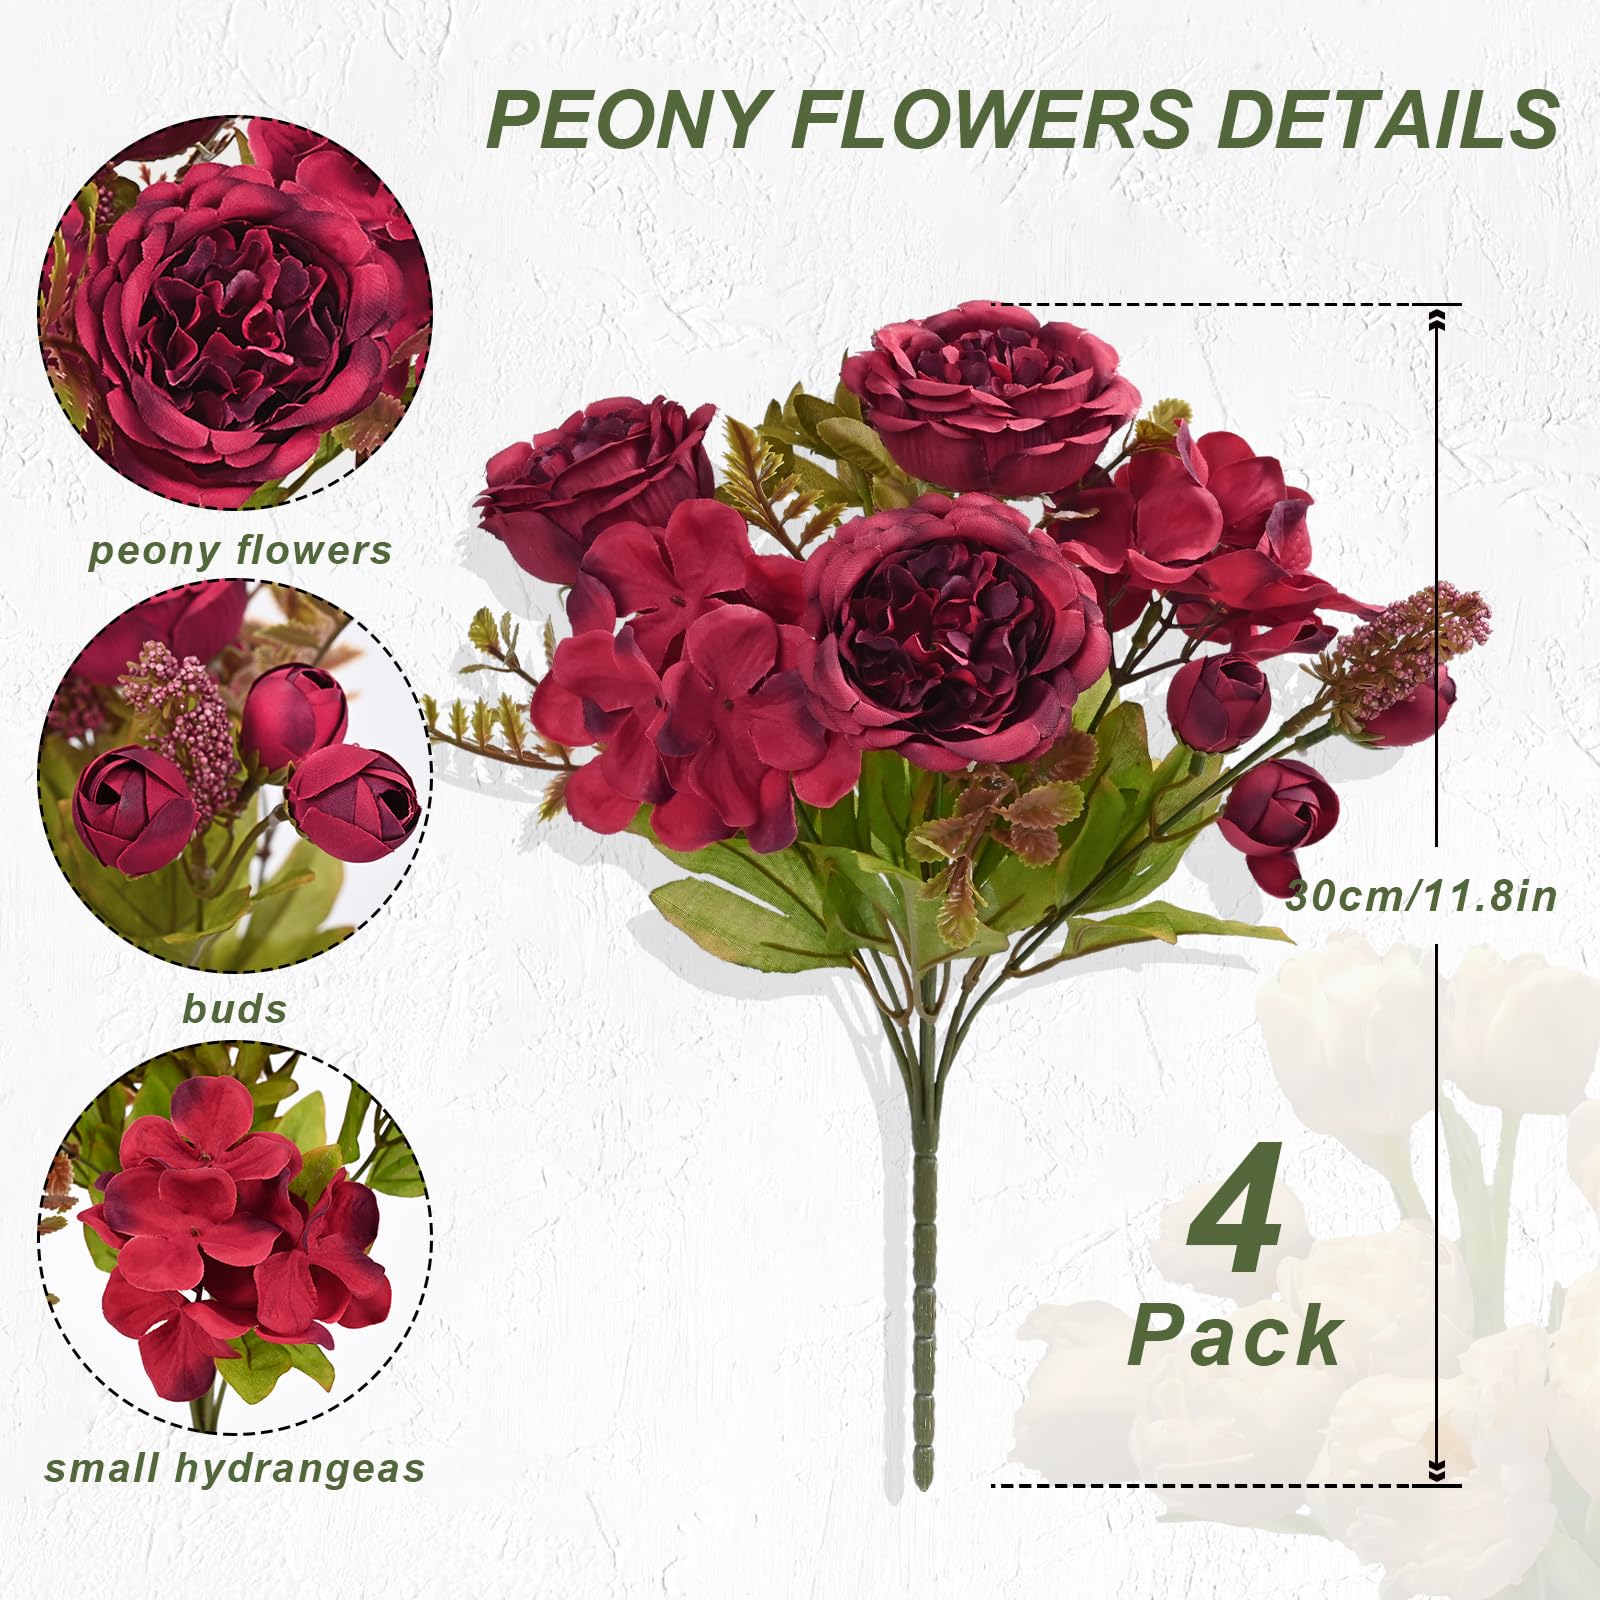 PEONY FLOWERS DETAILS
peony flowers
buds
small hydrangeas
30cm/11.8in
4
Pack